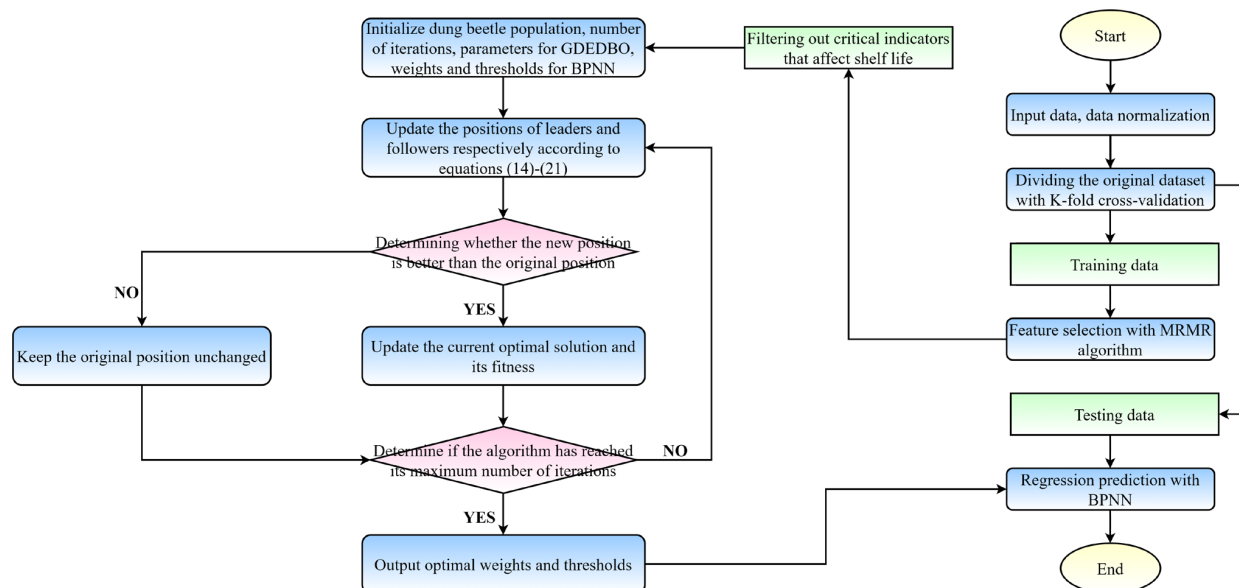 Initialize dung beetle population, number
of iterations, parameters for GDEDBO,
weights and thresholds for BPNN
Update the positions of leaders and
followers respectively according to
equations (14)-(21)
Determining whether the new position
is better than the original position
NO
YES
Keep the original position unchanged
Update the current optimal solution and
its fitness
Determine if the algorithm has reached
its maximum number of iterations
NO
YES
Output optimal weights and thresholds
Filtering out critical indicators
that affect shelf life
Start
Input data, data normalization
Dividing the original dataset
with K-fold cross-validation
Training data
Feature selection with MRMR
algorithm
Testing data
Regression prediction with
BPNN
End